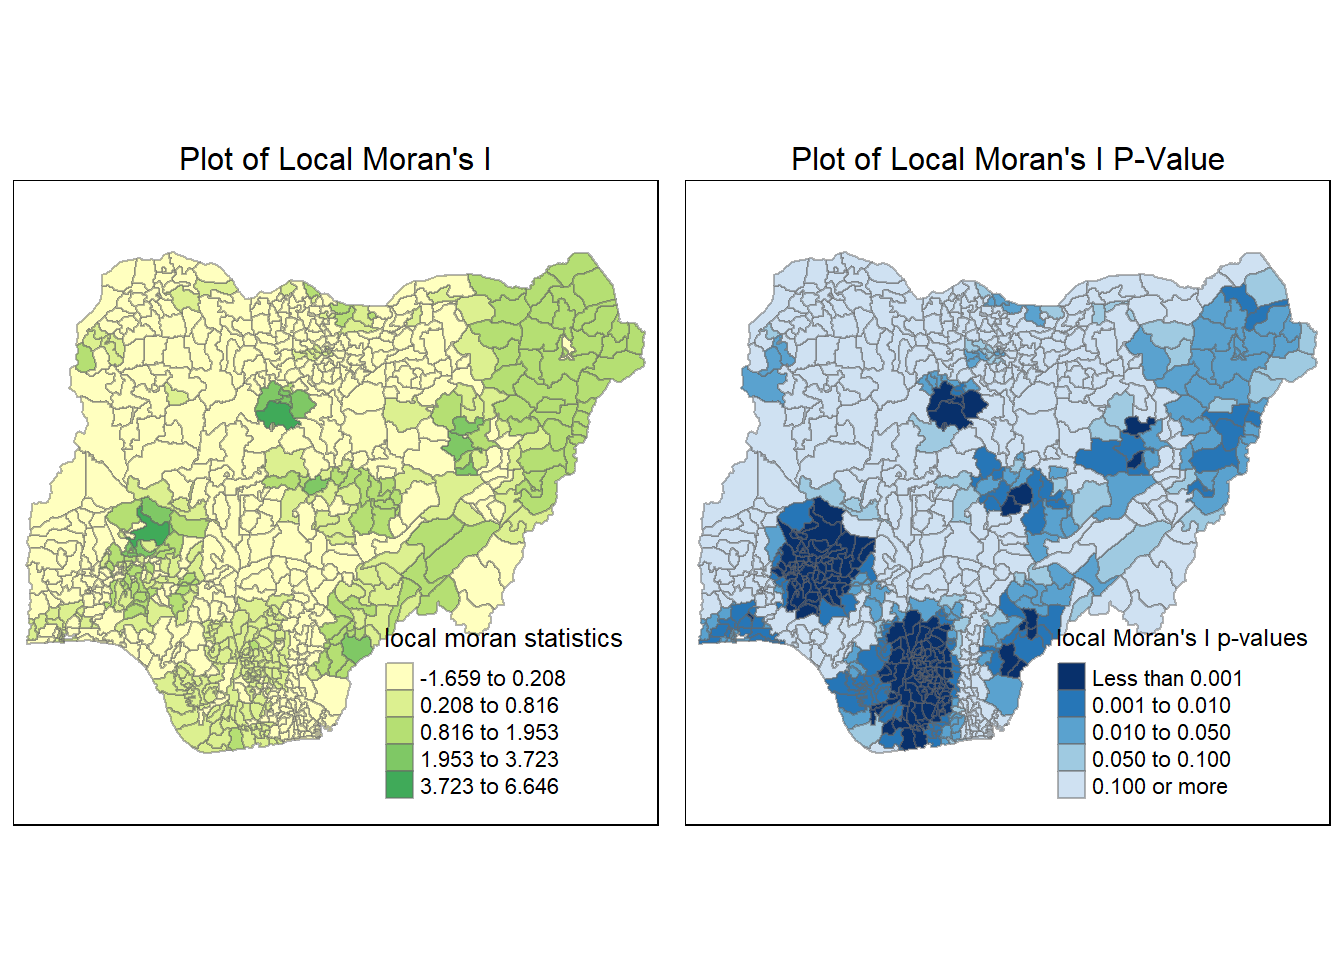 Plot of Local Moran's I
local moran statistics
-1.659 to 0.208
0.208 to 0.816
0.816 to 1.953
1.953 to 3.723
3.723 to 6.646
Plot of Local Moran's I P-Value
local Moran's I p-values
Less than 0.001
0.001 to 0.010
0.010 to 0.050
0.050 to 0.100
0.100 or more